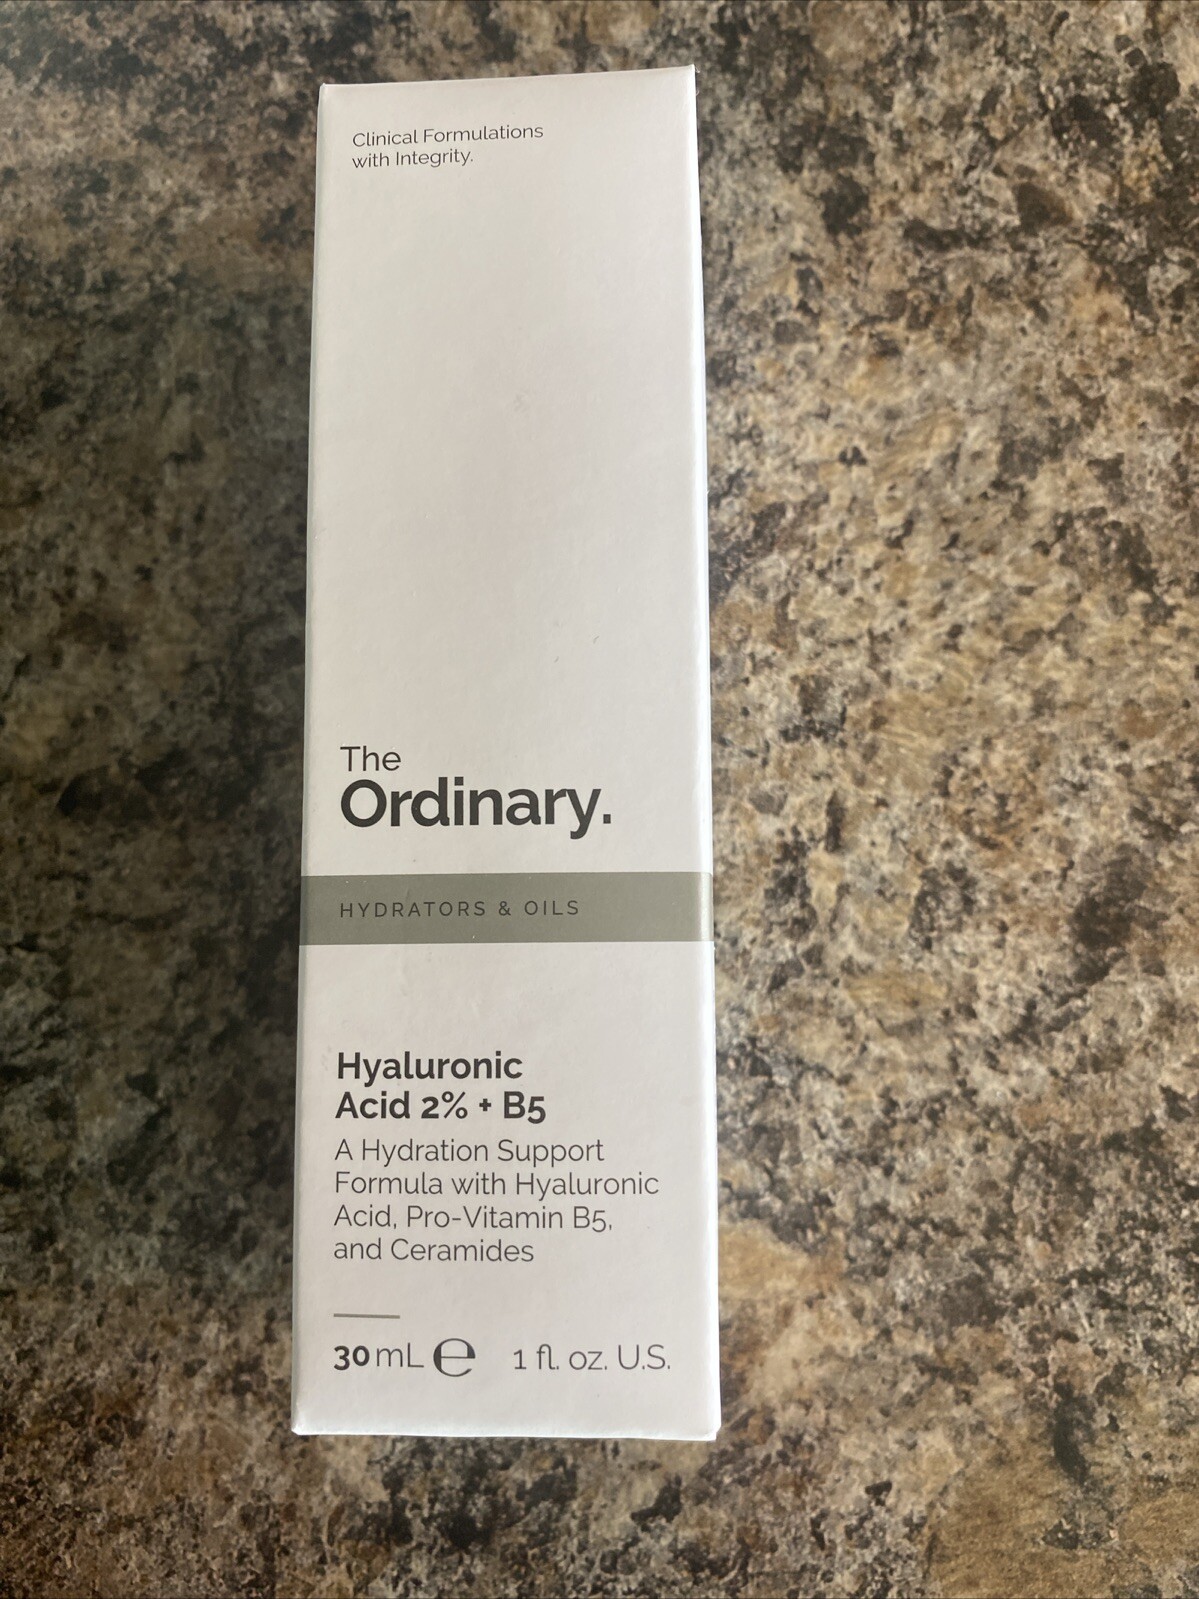 Clinical Formulations
with Integrity.
The
Ordinary.
HYDRATORS & OILS
Hyaluronic
Acid 2% + B5
A Hydration Support
Formula with Hyaluronic
Acid, Pro-Vitamin B5,
and Ceramides
30 mL ℮ 1 fl. oz. U.S.